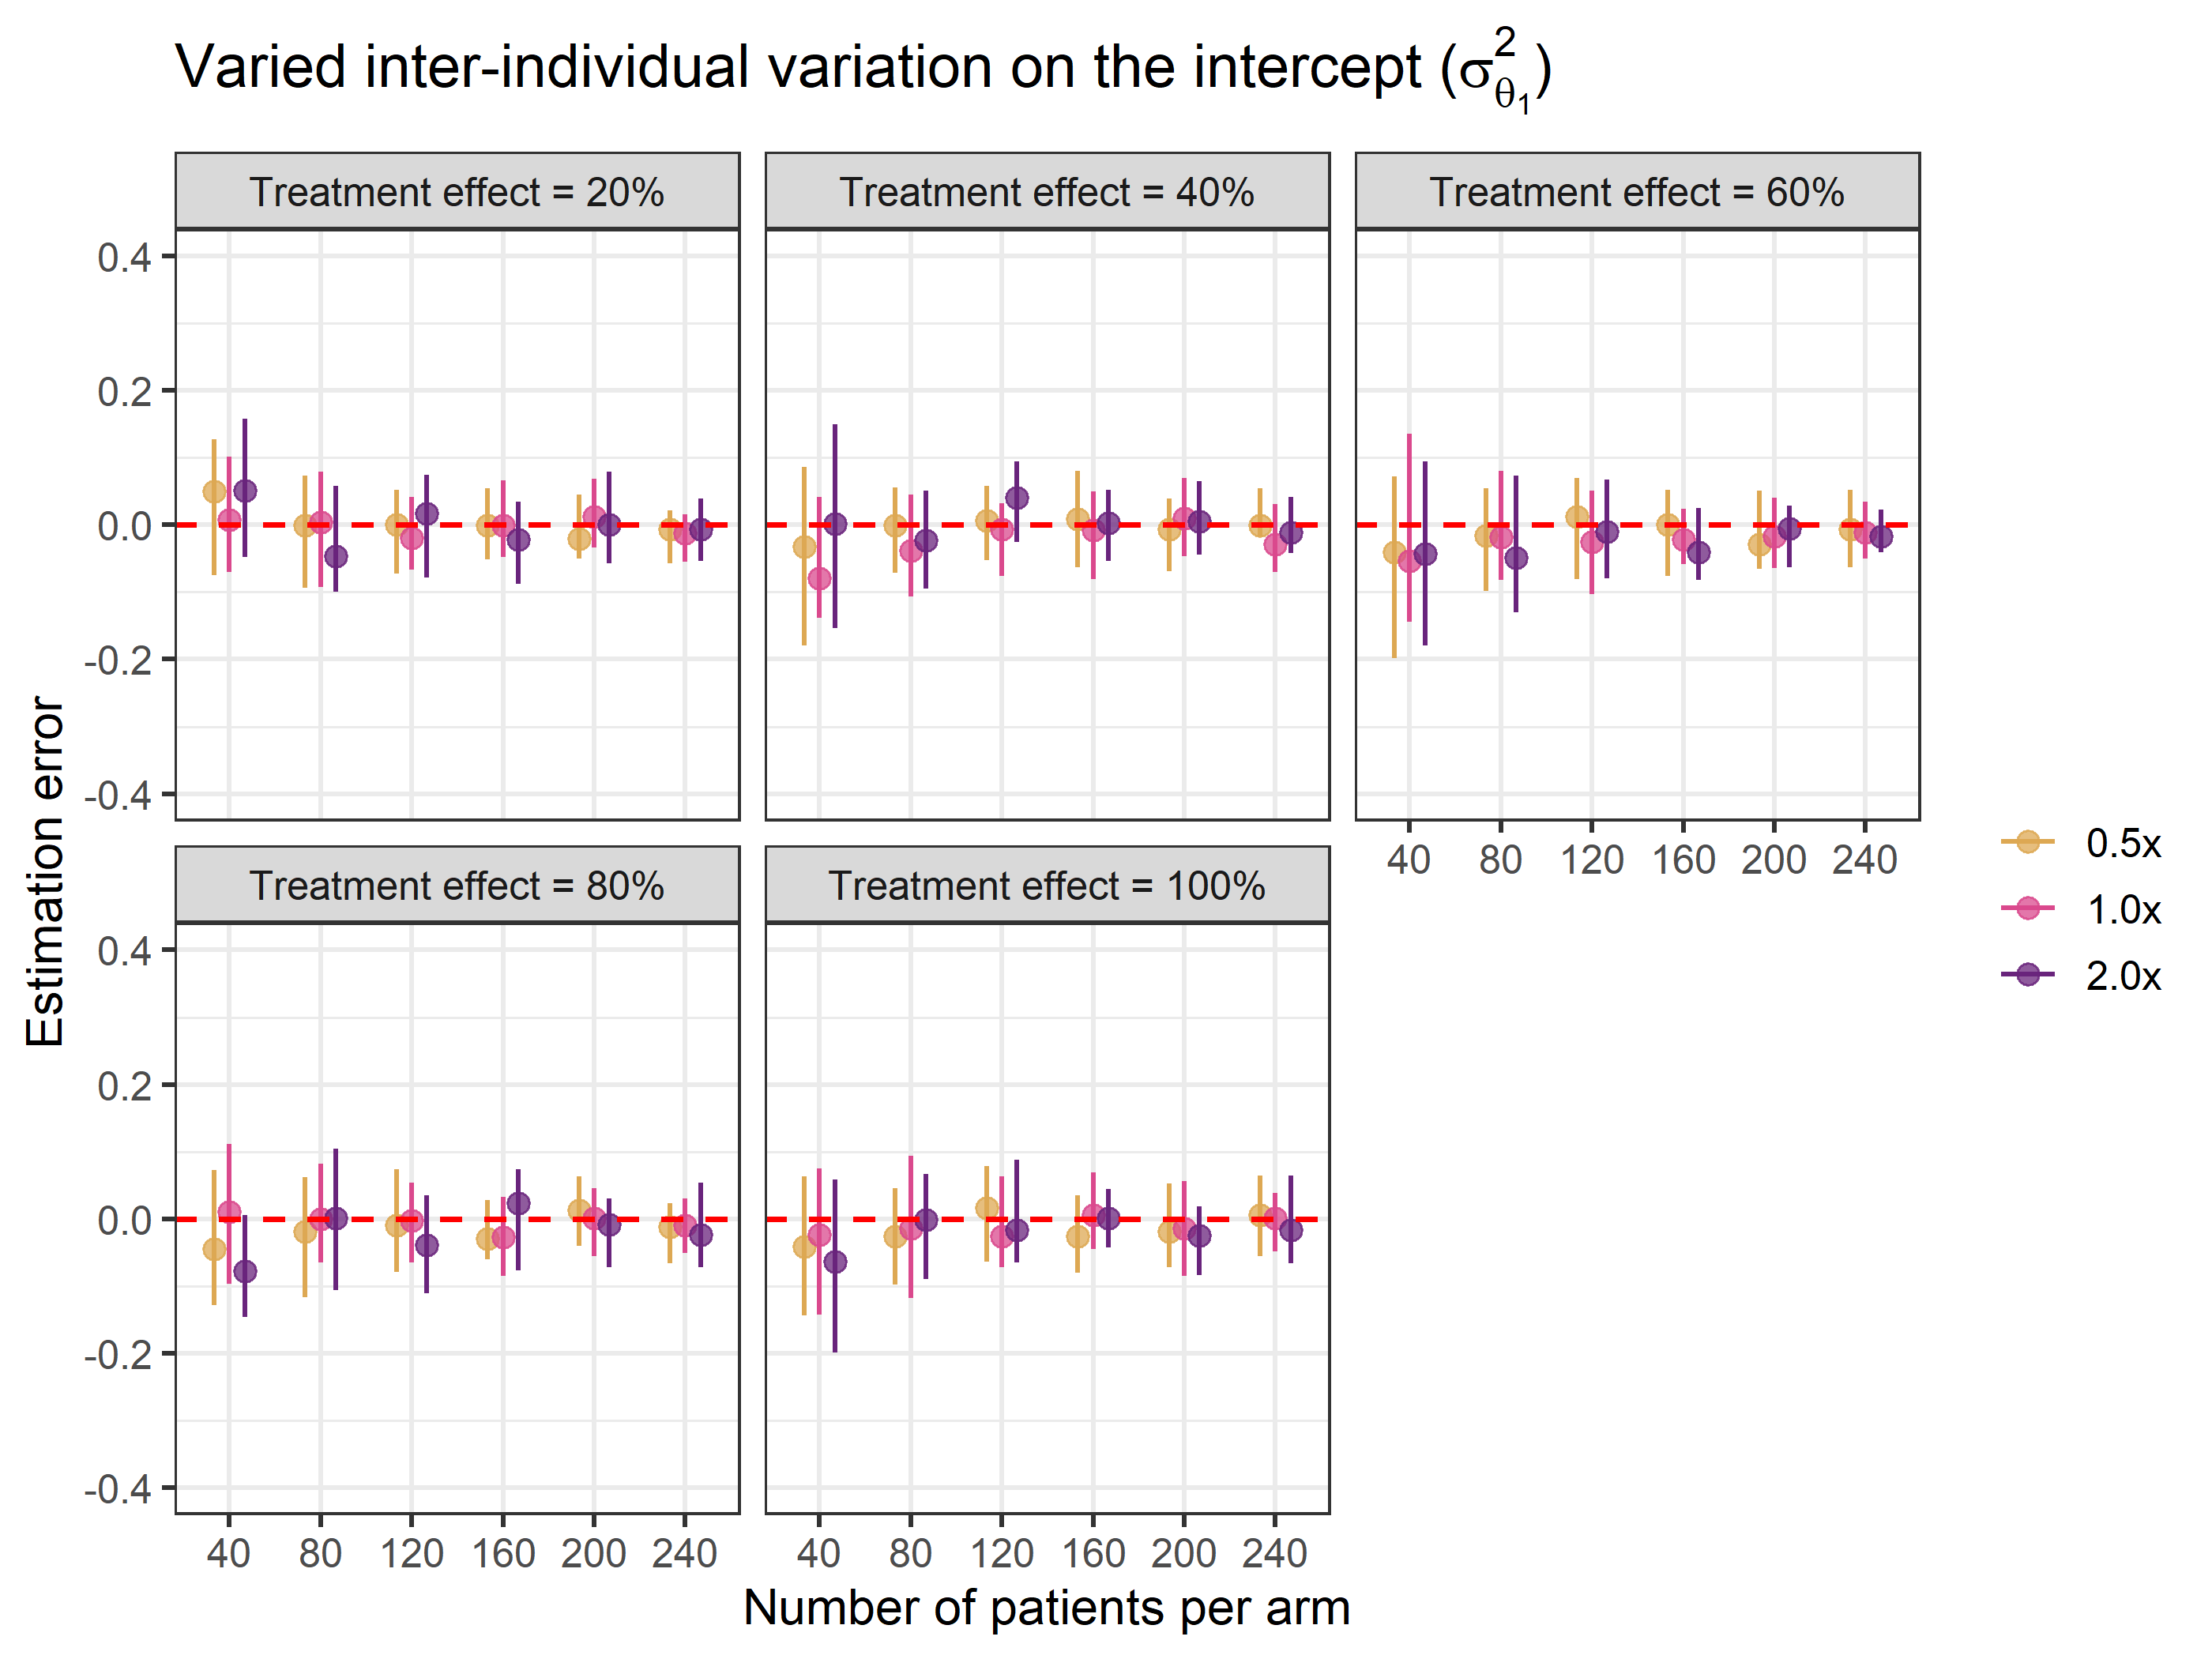 Varied inter-individual variation on the intercept (σ²_θ₁)
Treatment effect = 20%
Treatment effect = 40%
Treatment effect = 60%
0.4
0.2
0.0
-0.2
-0.4
40 80 120 160 200 240
Treatment effect = 80%
Treatment effect = 100%
0.4
0.2
0.0
-0.2
-0.4
40 80 120 160 200 240
40 80 120 160 200 240
Estimation error
Number of patients per arm
0.5x
1.0x
2.0x